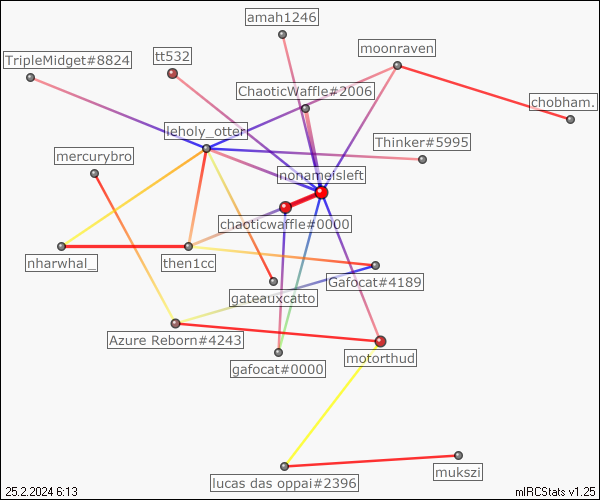 amah1246
moonraven
TripleMidget#8824
tt532
ChaoticWaffle#2006
chobham.
leholy_otter
Thinker#5995
mercurybro
nonameisleft
chaoticwaffle#0000
nharwhal_
then1cc
Gafocat#4189
gateauxcatto
Azure Reborn#4243
gafocat#0000
motorthud
lucas das oppai#2396
mukszi
25.2.2024 6:13
mIRCStats v1.25